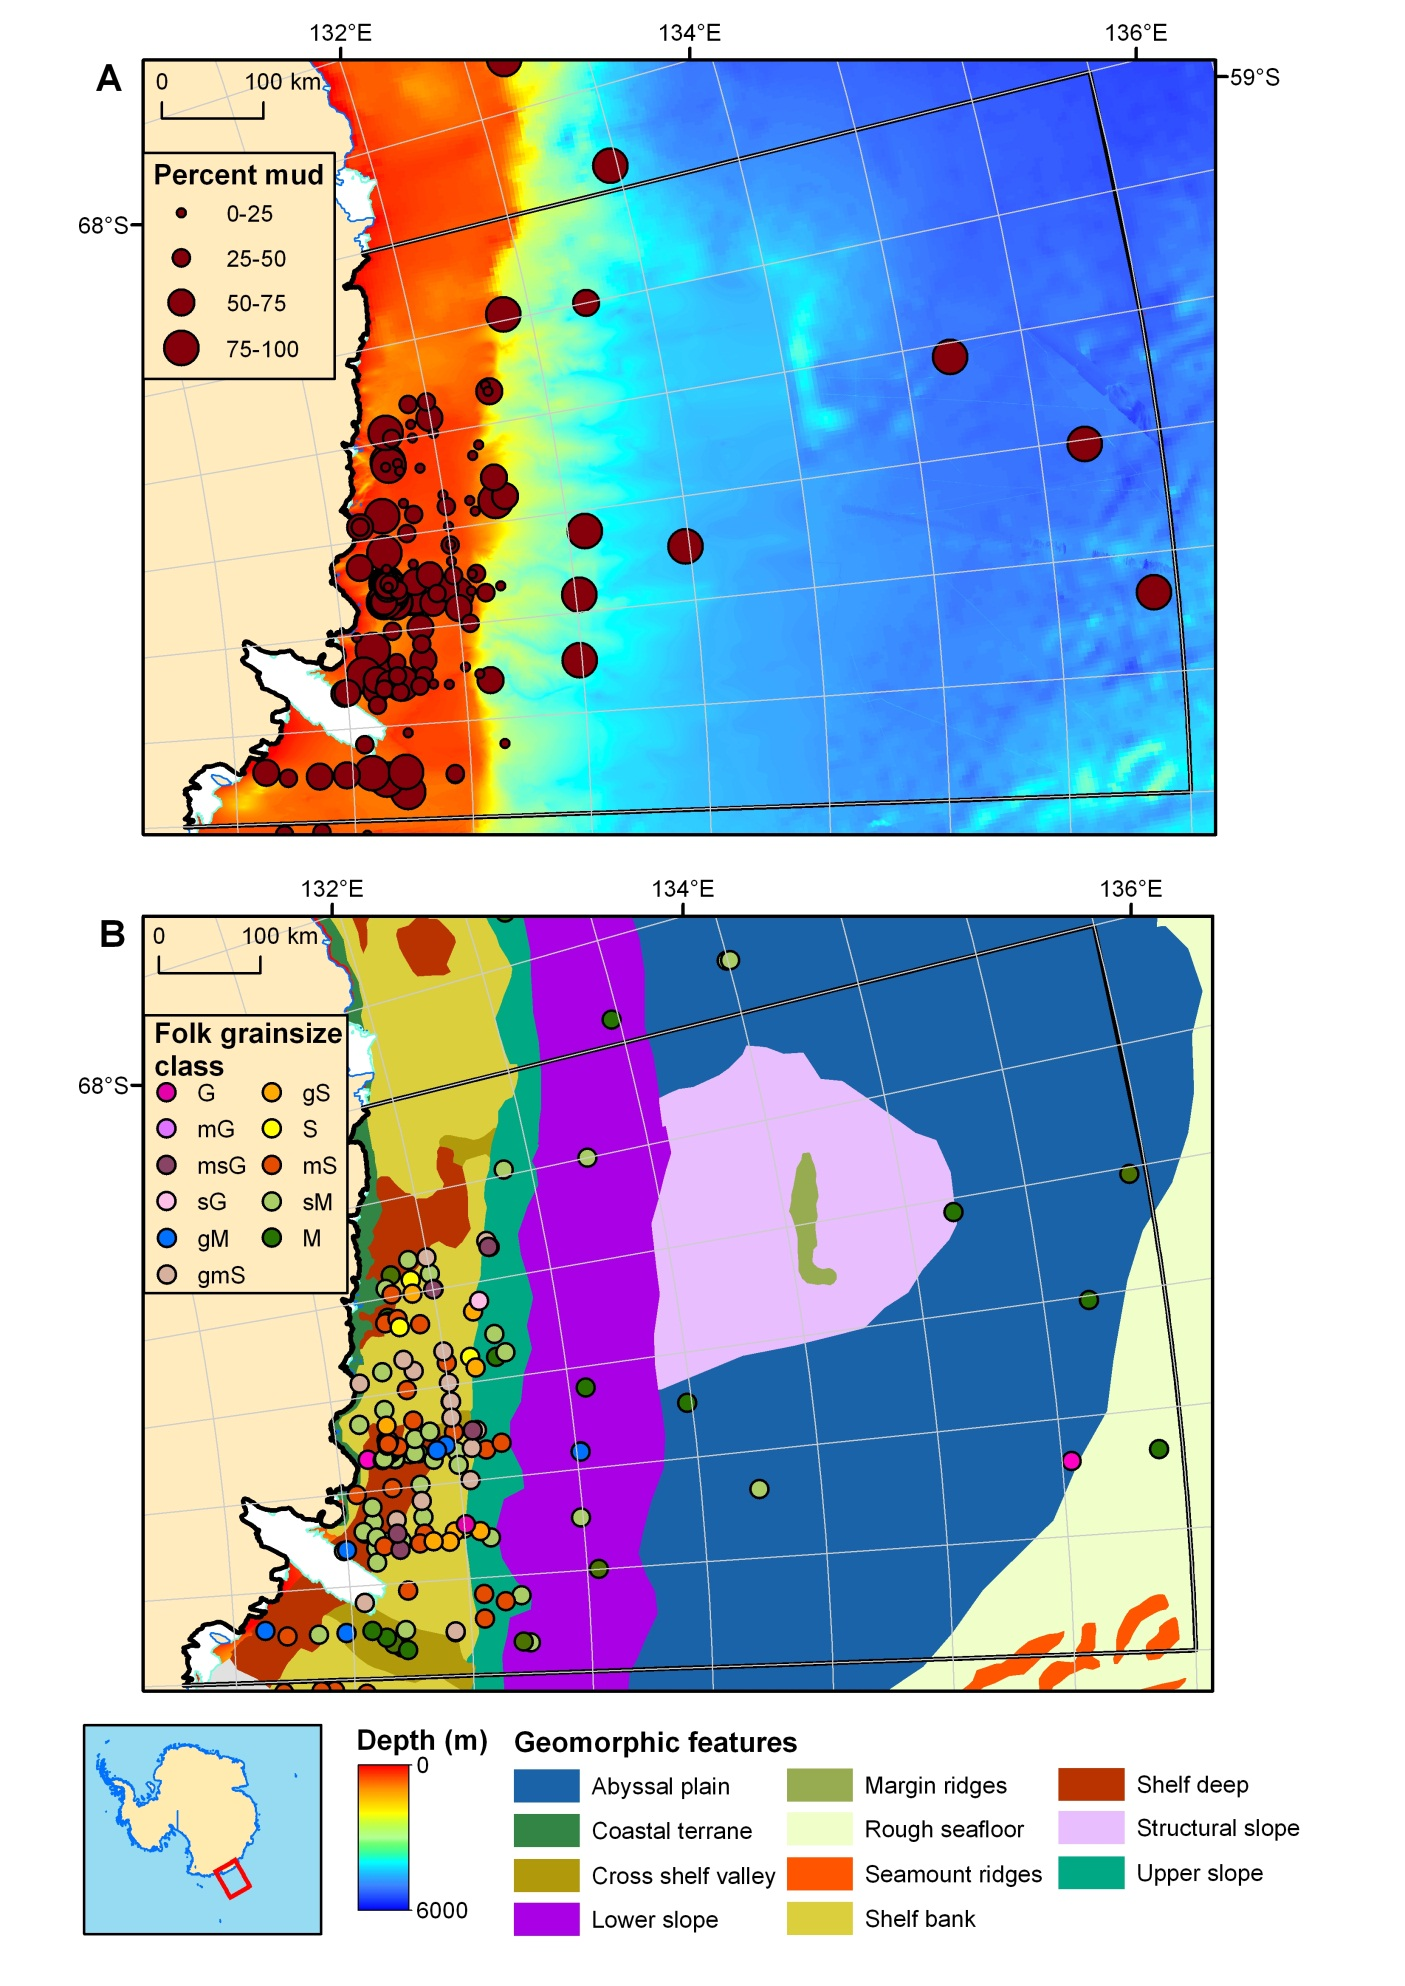 132°E 134°E 136°E
A
0 100 km
59°S
Percent mud
0-25
68°S
25-50
50-75
75-100
132°E 134°E 136°E
B
0 100 km
Folk grainsize
class
68°S
G gS
mG S
msG mS
sG sM
gM M
gmS
Depth (m)
0
6000
Geomorphic features
Abyssal plain Margin ridges Shelf deep
Coastal terrane Rough seafloor Structural slope
Cross shelf valley Seamount ridges Upper slope
Lower slope Shelf bank